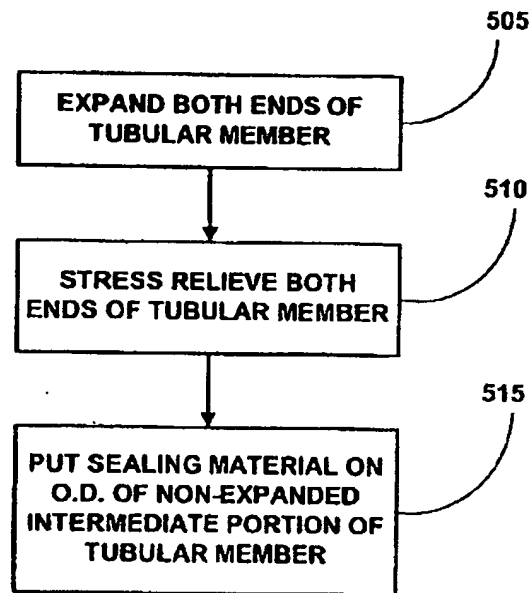 505
EXPAND BOTH ENDS OF
TUBULAR MEMBER
510
STRESS RELIEVE BOTH
ENDS OF TUBULAR MEMBER
515
PUT SEALING MATERIAL ON
O.D. OF NON-EXPANDED
INTERMEDIATE PORTION OF
TUBULAR MEMBER